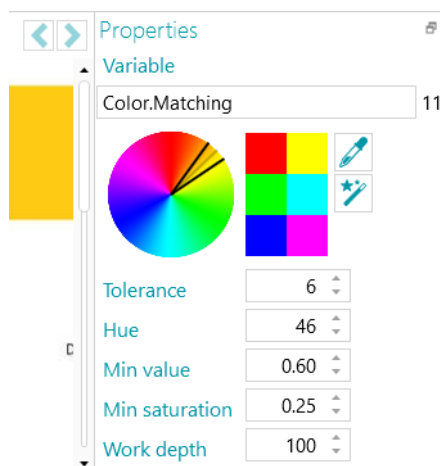 Properties
Variable
Color.Matching 11
Tolerance 6
Hue 46
D
Min value 0.60
Min saturation 0.25
Work depth 100